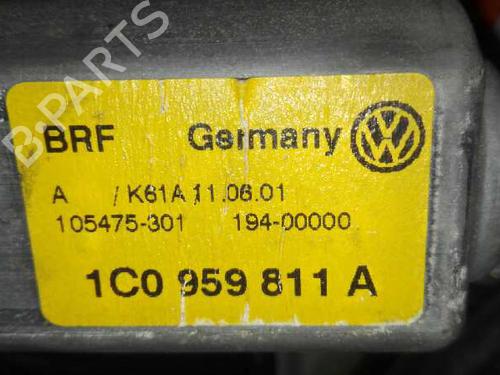 B-PARTS
BRF Germany
A /K61A 11.06.01
105475-301 194-00000
1C0 959 811 A